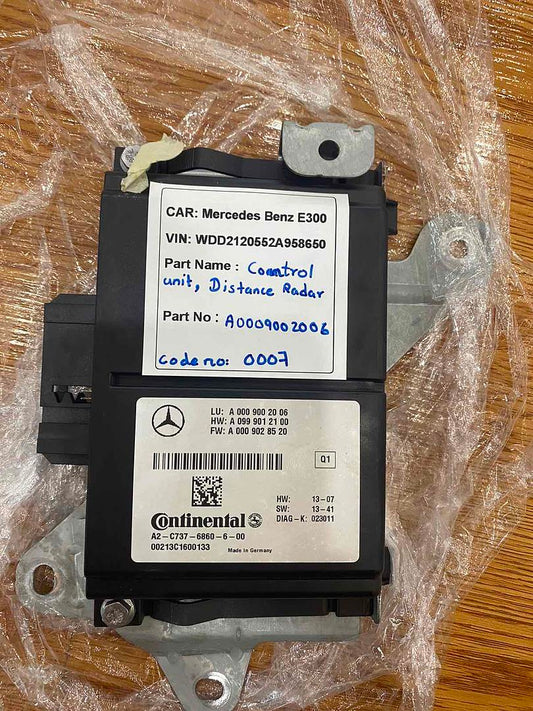 CAR: Mercedes Benz E300
VIN: WDD2120552A958650
Part Name : Comtrol
unit, Distance Radar
Part No : A0009002006
Code no: 0007
LU: A 000 900 20 06
HW: A 099 901 21 00
FW: A 000 902 85 20
Q1
HW: 13-07
SW: 13-41
DIAG-K: 023011
Continental
A2-C737-6860-6-00
00213C1600133
Made in Germany